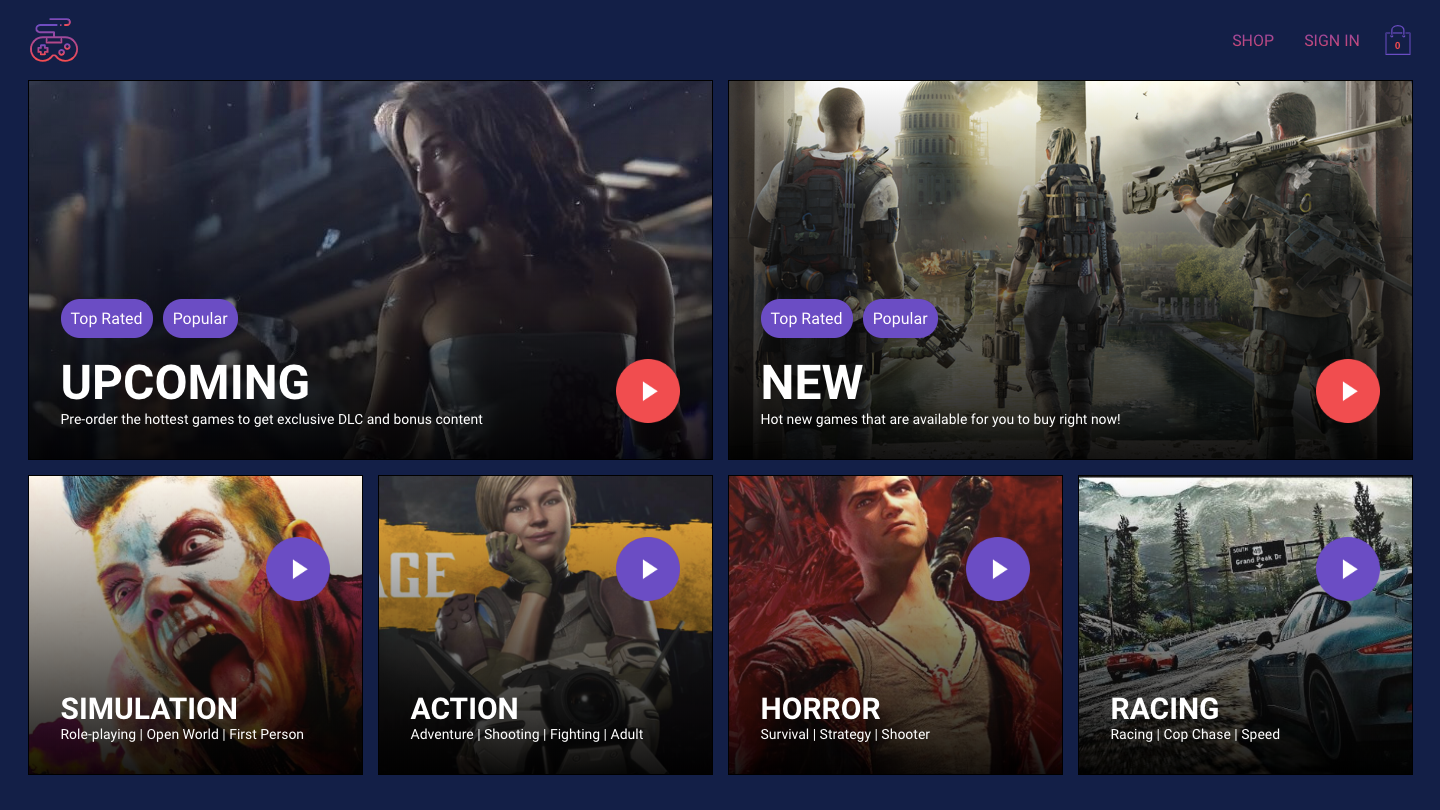 SHOP
SIGN IN
0
Top Rated
Popular
UPCOMING
Pre-order the hottest games to get exclusive DLC and bonus content
Top Rated
Popular
NEW
Hot new games that are available for you to buy right now!
SIMULATION
Role-playing | Open World | First Person
AGE
ACTION
Adventure | Shooting | Fighting | Adult
HORROR
Survival | Strategy | Shooter
SOUTH
Grand Peak Dr
RACING
Racing | Cop Chase | Speed